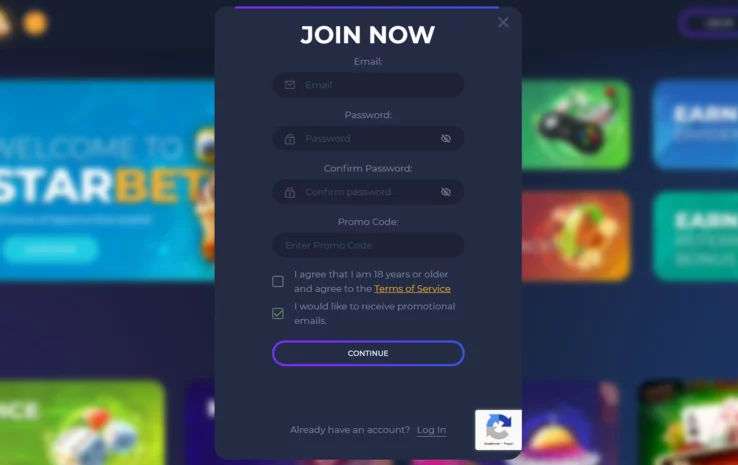 JOIN NOW
Email:
Email
Password:
Password
Confirm Password:
Confirm password
Promo Code:
Enter Promo Code
I agree that I am 18 years or older
and agree to the Terms of Service
I would like to receive promotional
emails.
CONTINUE
Already have an account? Log In
WELCOME TO
STARBET
EARN
EARN
REFERRAL
BONUS